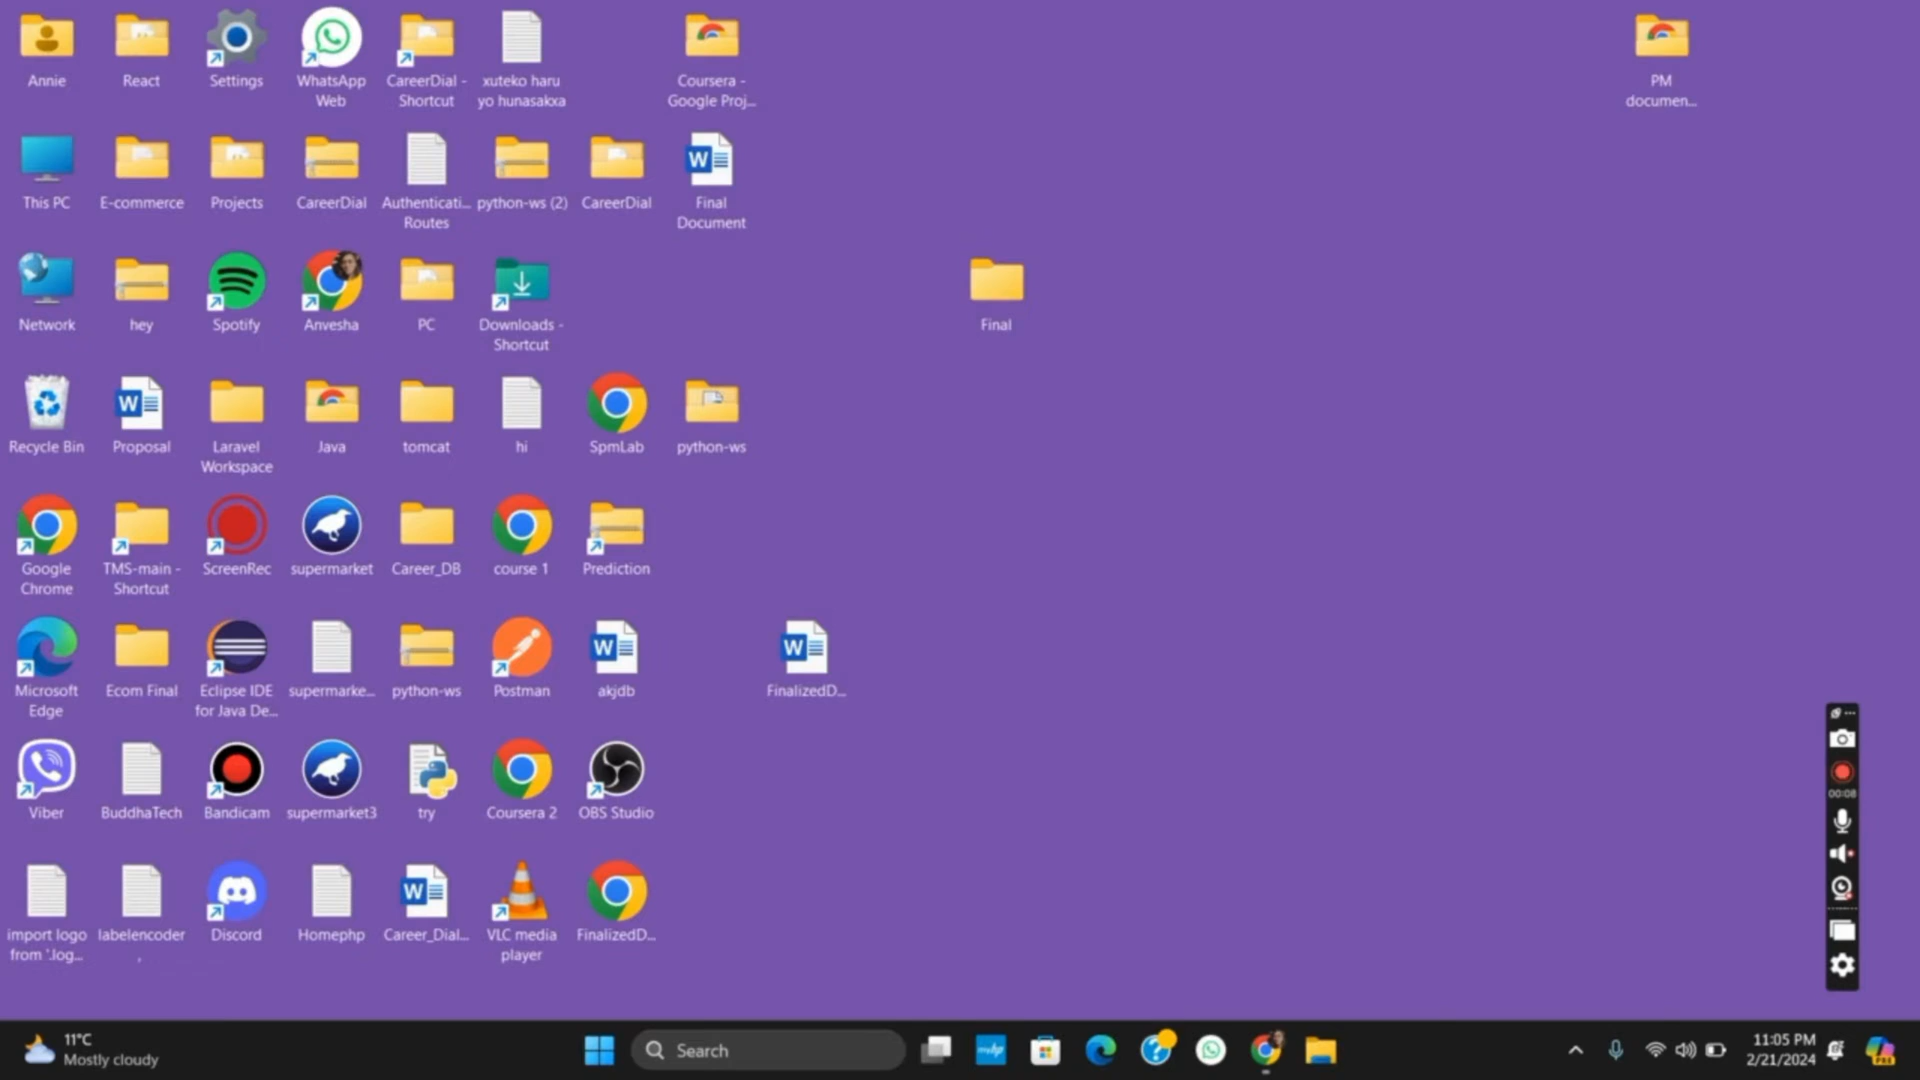 Annie
React
Settings
WhatsApp
Web
CareerDial -
Shortcut
xuteko haru
yo hunasakxa
Coursera -
Google Proj...
PM
documen...
This PC
E-commerce
Projects
CareerDial
Authenticati...
Routes
python-ws (2)
CareerDial
Final
Document
Network
hey
Spotify
Anvesha
PC
Downloads -
Shortcut
Final
Recycle Bin
Proposal
Laravel
Workspace
Java
tomcat
hi
SpmLab
python-ws
Google
Chrome
TMS-main -
Shortcut
ScreenRec
supermarket
Career_DB
course 1
Prediction
Microsoft
Edge
Ecom Final
Eclipse IDE
for Java De...
supermarke...
python-ws
Postman
akjdb
FinalizedD...
Viber
BuddhaTech
Bandicam
supermarket3
try
Coursera 2
OBS Studio
00:08
import logo
from '.log...
labelencoder
,
Discord
Homephp
Career_Dial...
VLC media
player
FinalizedD...
11°C
Mostly cloudy
Search
myhp
11:05 PM
2/21/2024
PRE